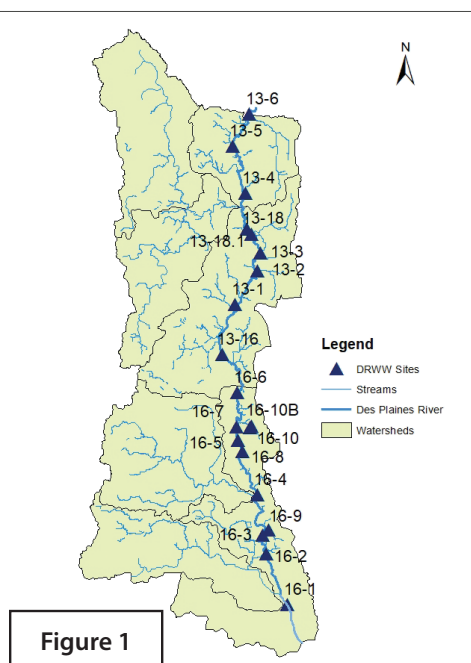 N
13-6
13-5
13-4
13-18
13-18.1
13-3
13-2
13-1
13-16
16-6
16-7
16-10B
16-10
16-5
16-8
16-4
16-9
16-3
16-2
16-1
Legend
DRWW Sites
Streams
Des Plaines River
Watersheds
Figure 1